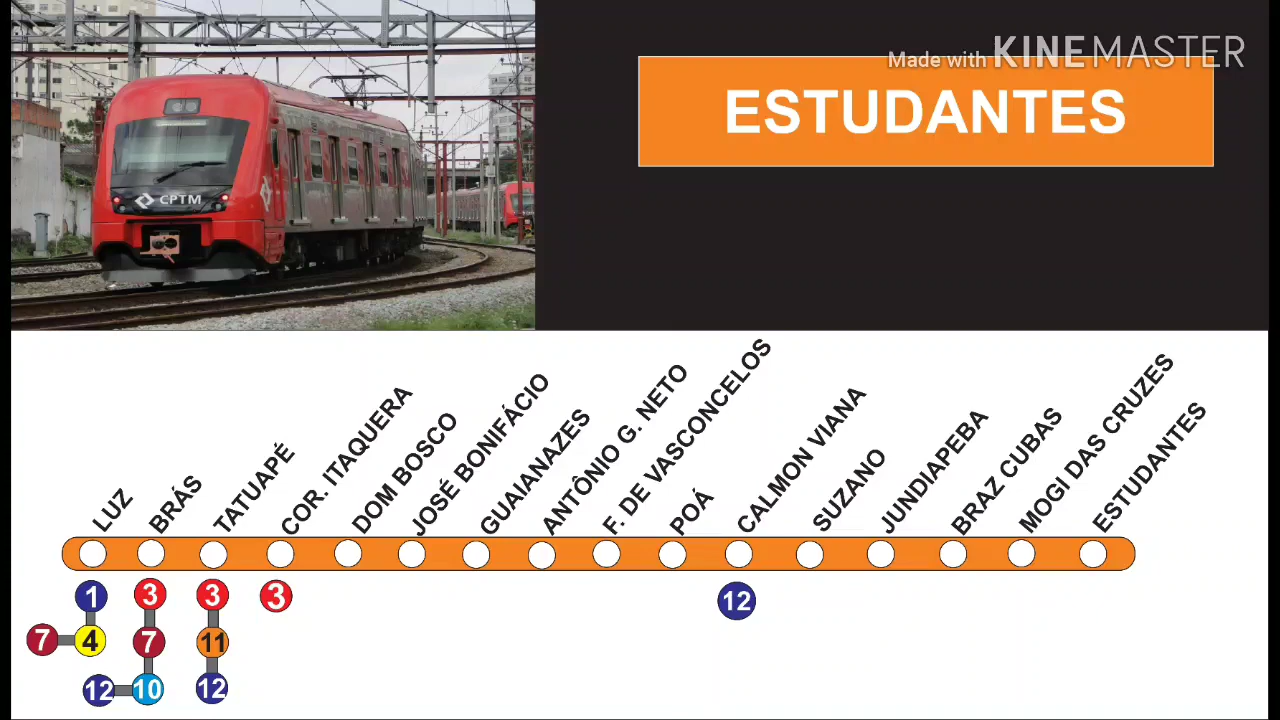 Made with KINEMASTER
ESTUDANTES
CPTM
LUZ
BRÁS
TATUAPÉ
COR. ITAQUERA
DOM BOSCO
JOSÉ BONIFÁCIO
GUAIANAZES
ANTÔNIO G. NETO
F. DE VASCONCELOS
POÁ
CALMON VIANA
SUZANO
JUNDIAPEBA
BRAZ CUBAS
MOGI DAS CRUZES
ESTUDANTES
1 3 3 3 12
7 4 7 11
12 10 12